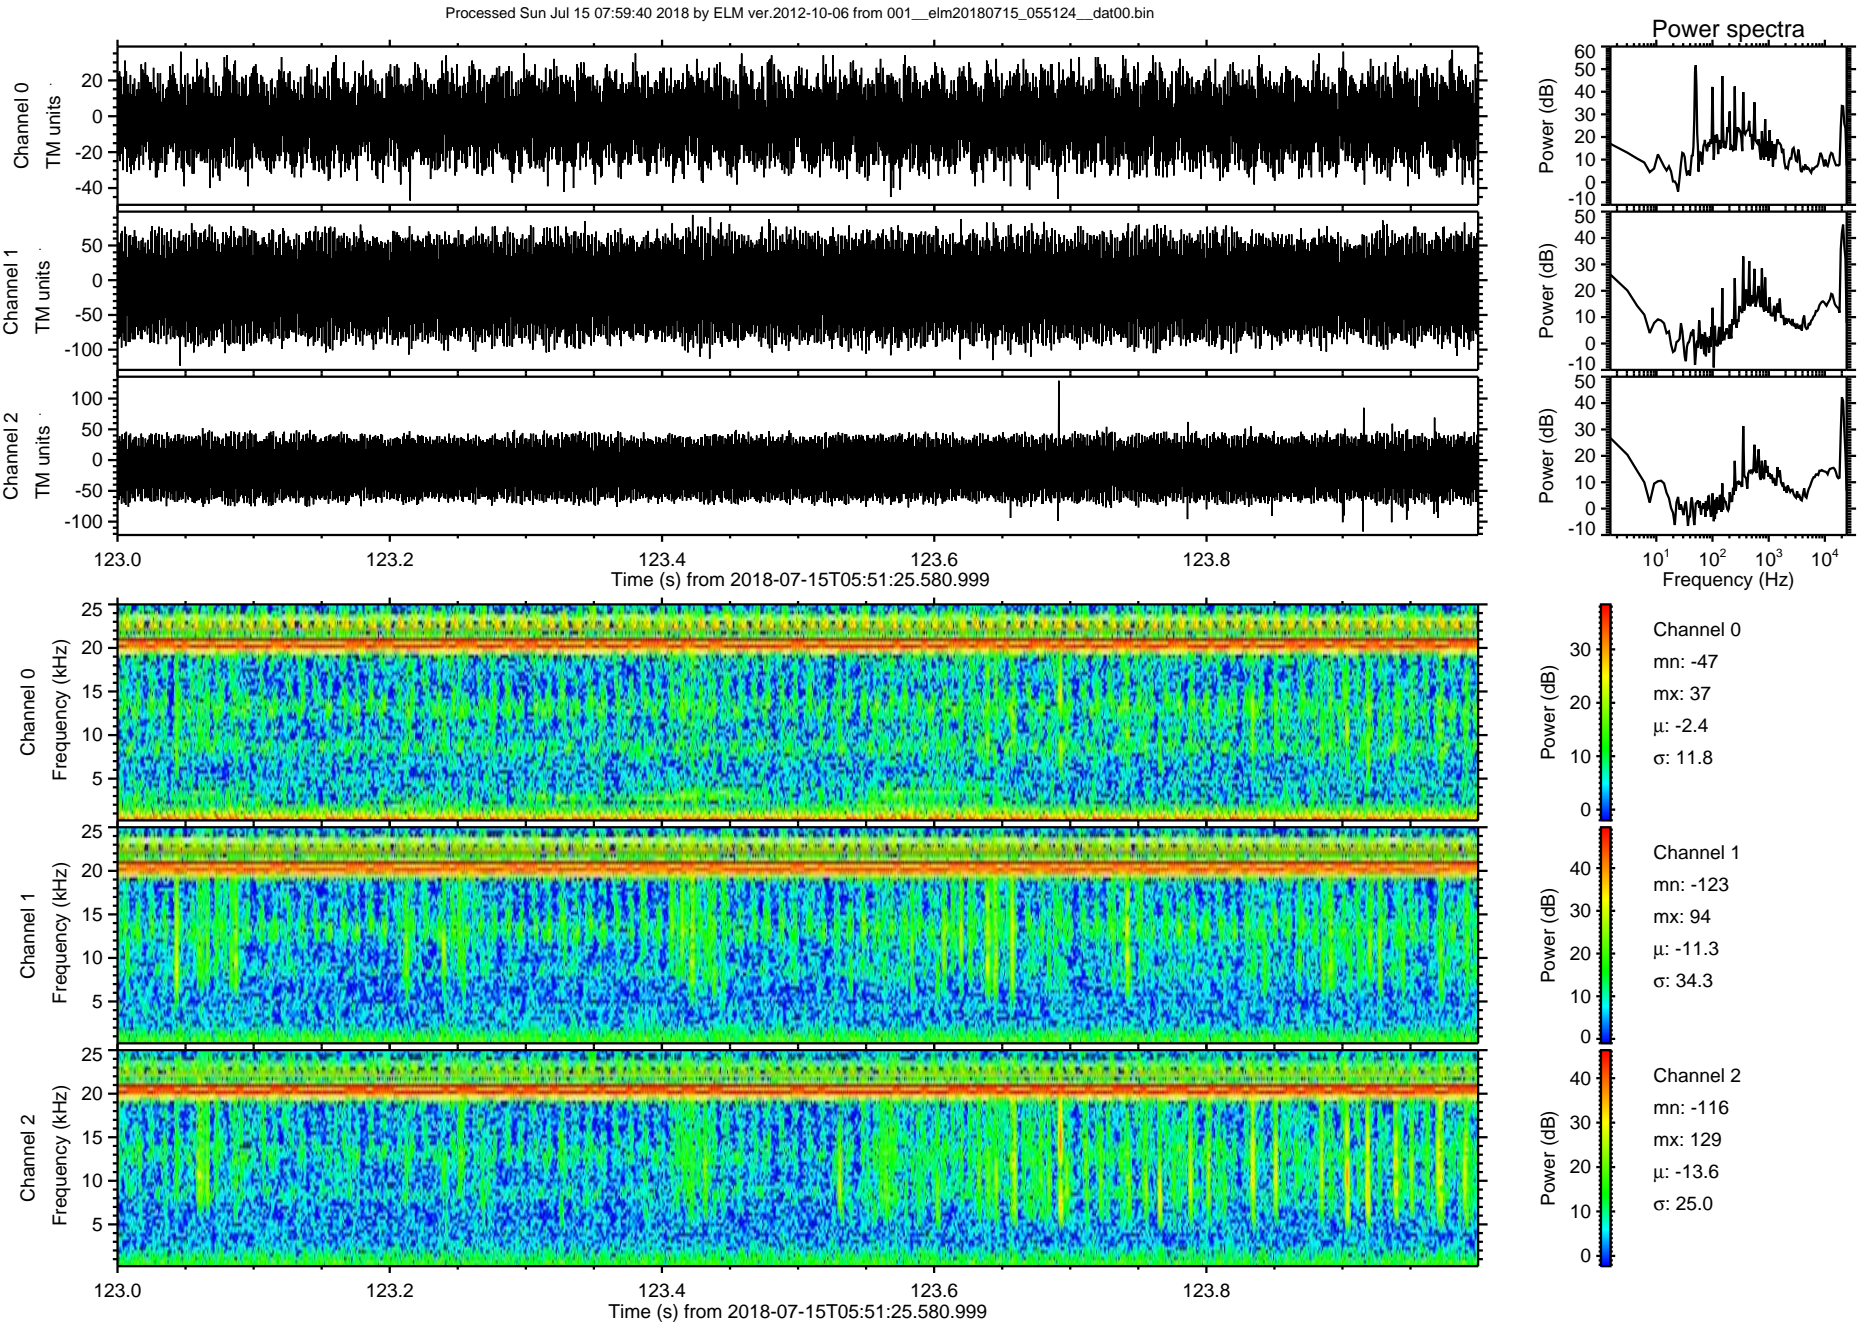 Processed Sun Jul 15 07:59:40 2018 by ELM ver.2012-10-06 from 001__elm20180715_055124__dat00.bin
Power spectra
Channel 0
TM units
20
0
-20
-40
Power (dB)
60
50
40
30
20
10
0
-10
Channel 1
TM units
50
0
-50
-100
Power (dB)
50
40
30
20
10
0
-10
Channel 2
TM units
100
50
0
-50
-100
Power (dB)
50
40
30
20
10
0
-10
123.0 123.2 123.4 123.6 123.8
Time (s) from 2018-07-15T05:51:25.580.999
10¹ 10² 10³ 10⁴
Frequency (Hz)
Channel 0
Frequency (kHz)
25
20
15
10
5
Power (dB)
30
20
10
0
Channel 0
mn: -47
mx: 37
μ: -2.4
σ: 11.8
Channel 1
Frequency (kHz)
25
20
15
10
5
Power (dB)
40
30
20
10
0
Channel 1
mn: -123
mx: 94
μ: -11.3
σ: 34.3
Channel 2
Frequency (kHz)
25
20
15
10
5
Power (dB)
40
30
20
10
0
Channel 2
mn: -116
mx: 129
μ: -13.6
σ: 25.0
123.0 123.2 123.4 123.6 123.8
Time (s) from 2018-07-15T05:51:25.580.999